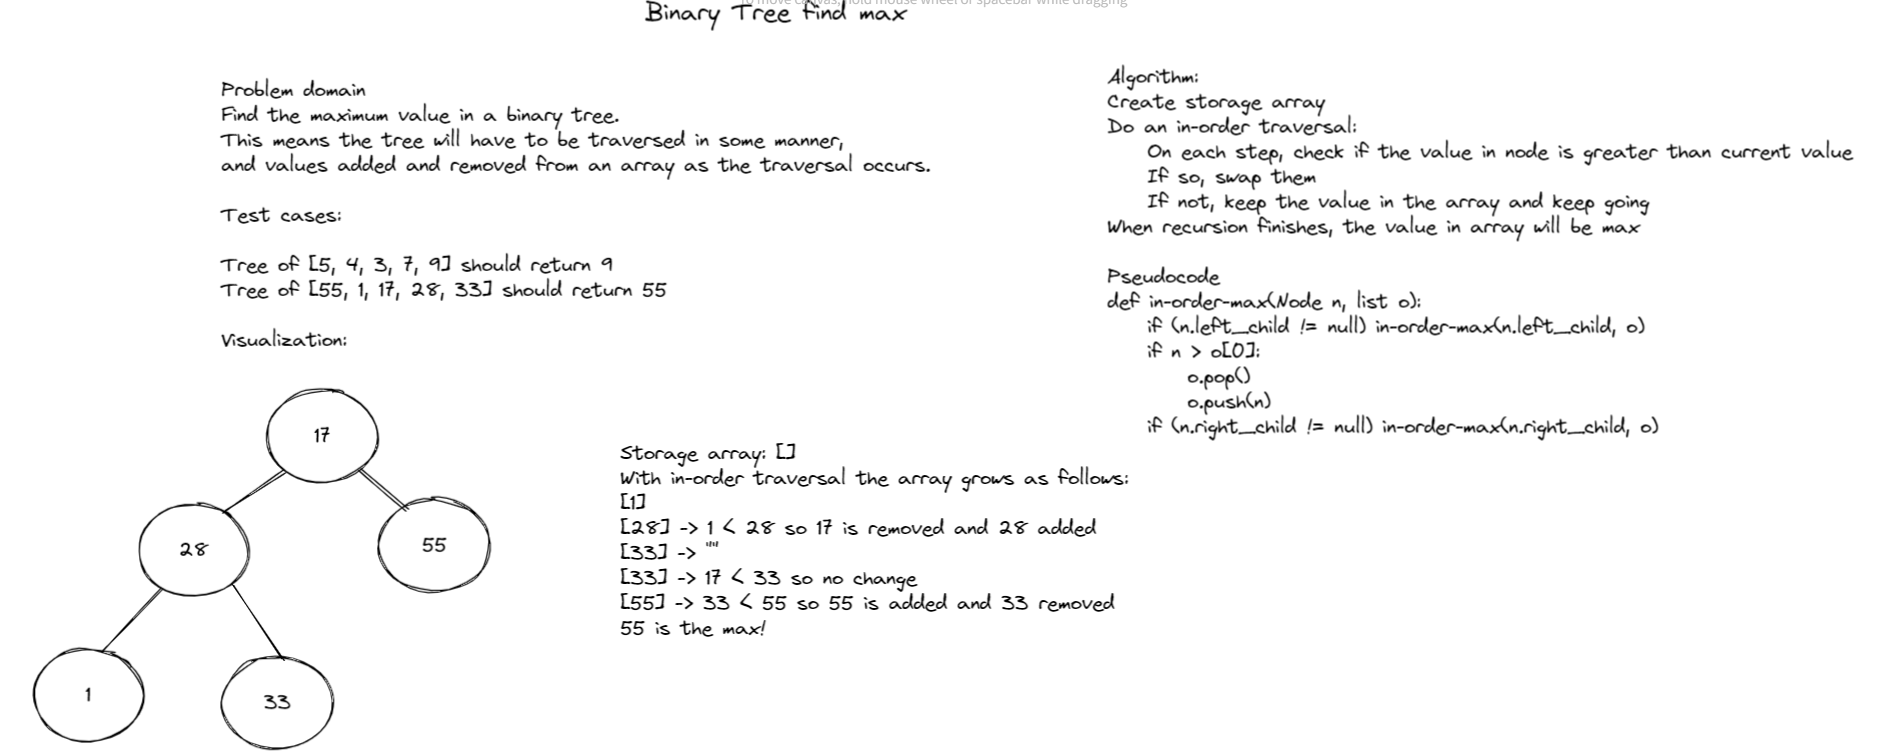 To move canvas, hold mouse wheel or spacebar while dragging
Binary Tree find max
Problem domain
Find the maximum value in a binary tree.
This means the tree will have to be traversed in some manner,
and values added and removed from an array as the traversal occurs.
Test cases:
Tree of [5, 4, 3, 7, 9] should return 9
Tree of [55, 1, 17, 28, 33] should return 55
Visualization:
17
28
55
1
33
Storage array: []
With in-order traversal the array grows as follows:
[1]
[28] -> 1 < 28 so 17 is removed and 28 added
[33] -> ""
[33] -> 17 < 33 so no change
[55] -> 33 < 55 so 55 is added and 33 removed
55 is the max!
Algorithm:
Create storage array
Do an in-order traversal:
On each step, check if the value in node is greater than current value
If so, swap them
If not, keep the value in the array and keep going
When recursion finishes, the value in array will be max
Pseudocode
def in-order-max(Node n, list o):
if (n.left_child != null) in-order-max(n.left_child, o)
if n > o[0]:
o.pop()
o.push(n)
if (n.right_child != null) in-order-max(n.right_child, o)